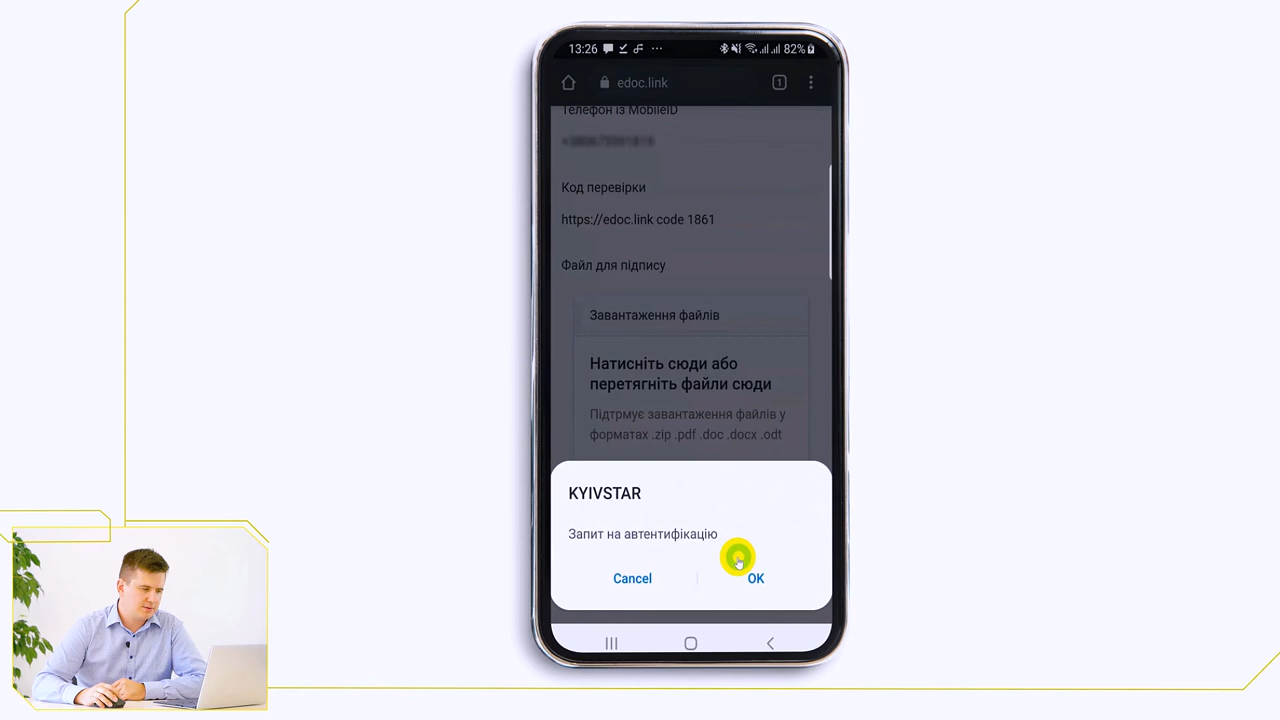 13:26
82%
edoc.link
1
Телефон із MobileID
Код перевірки
https://edoc.link code 1861
Файл для підпису
Завантаження файлів
Натисніть сюди або
перетягніть файли сюди
Підтрмує завантаження файлів у
форматах .zip .pdf .doc .docx .odt
KYIVSTAR
Запит на автентифікацію
Cancel
OK